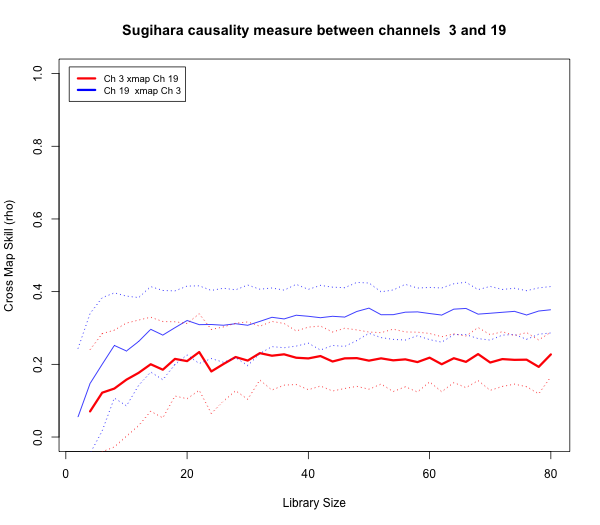 Sugihara causality measure between channels  3 and 19
Ch 3 xmap Ch 19
Ch 19  xmap Ch 3
Cross Map Skill (rho)
1.0
0.8
0.6
0.4
0.2
0.0
0
20
40
60
80
Library Size